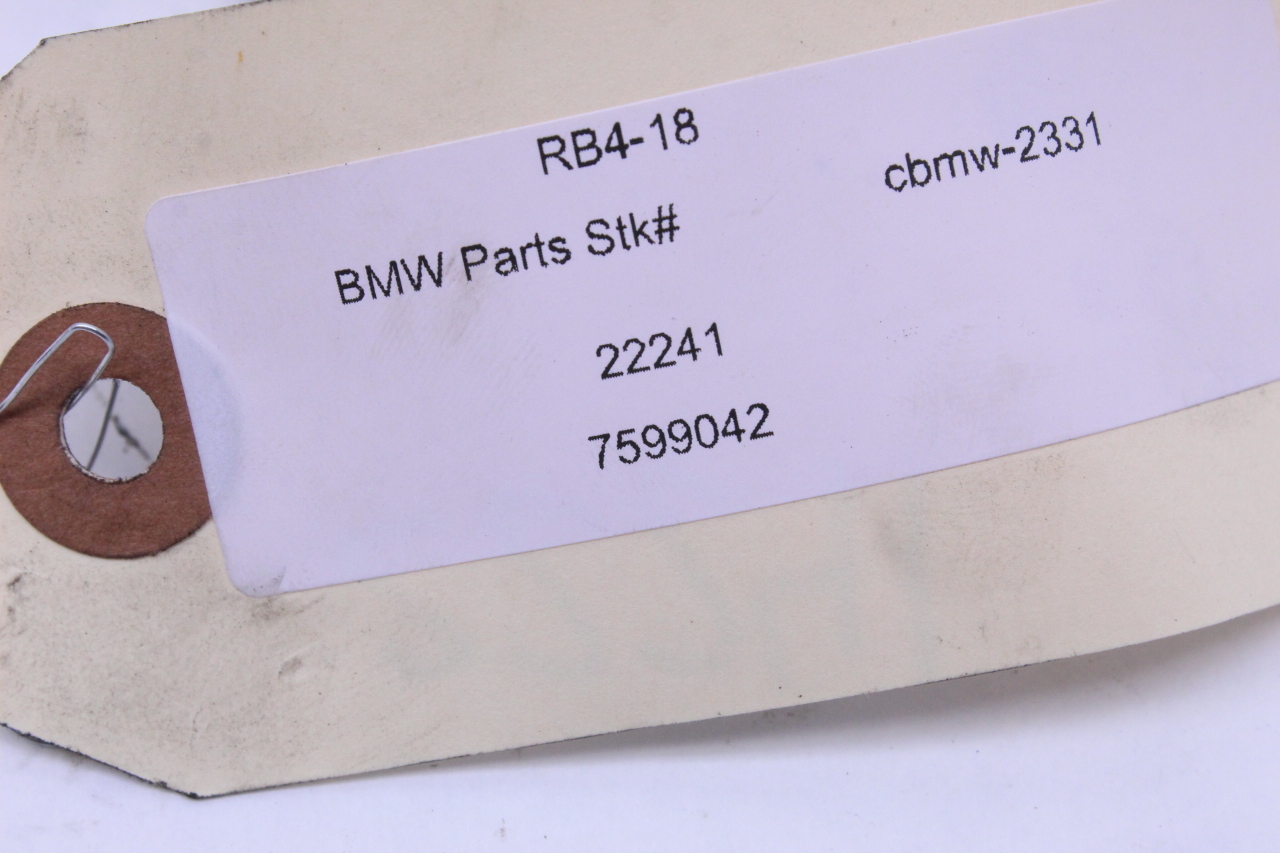 RB4-18
cbmw-2331
BMW Parts Stk#
22241
7599042